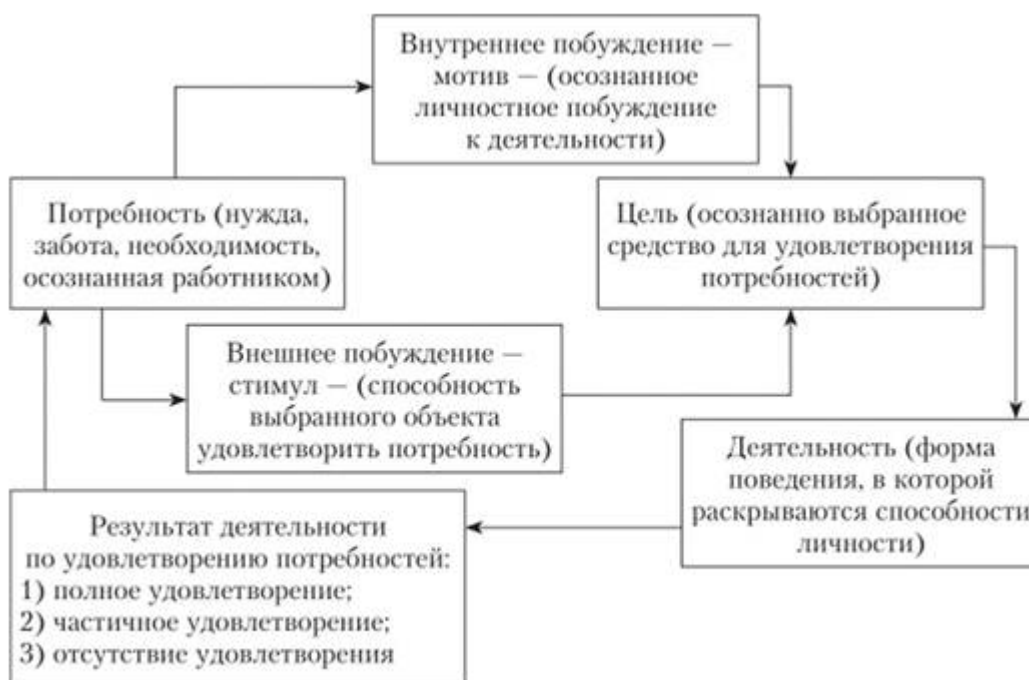 Внутреннее побуждение —
мотив — (осознанное
личностное побуждение
к деятельности)
Потребность (нужда,
забота, необходимость,
осознанная работником)
Цель (осознанно выбранное
средство для удовлетворения
потребностей)
Внешнее побуждение —
стимул — (способность
выбранного объекта
удовлетворить потребность)
Деятельность (форма
поведения, в которой
раскрываются способности
личности)
Результат деятельности
по удовлетворению потребностей:
1) полное удовлетворение;
2) частичное удовлетворение;
3) отсутствие удовлетворения